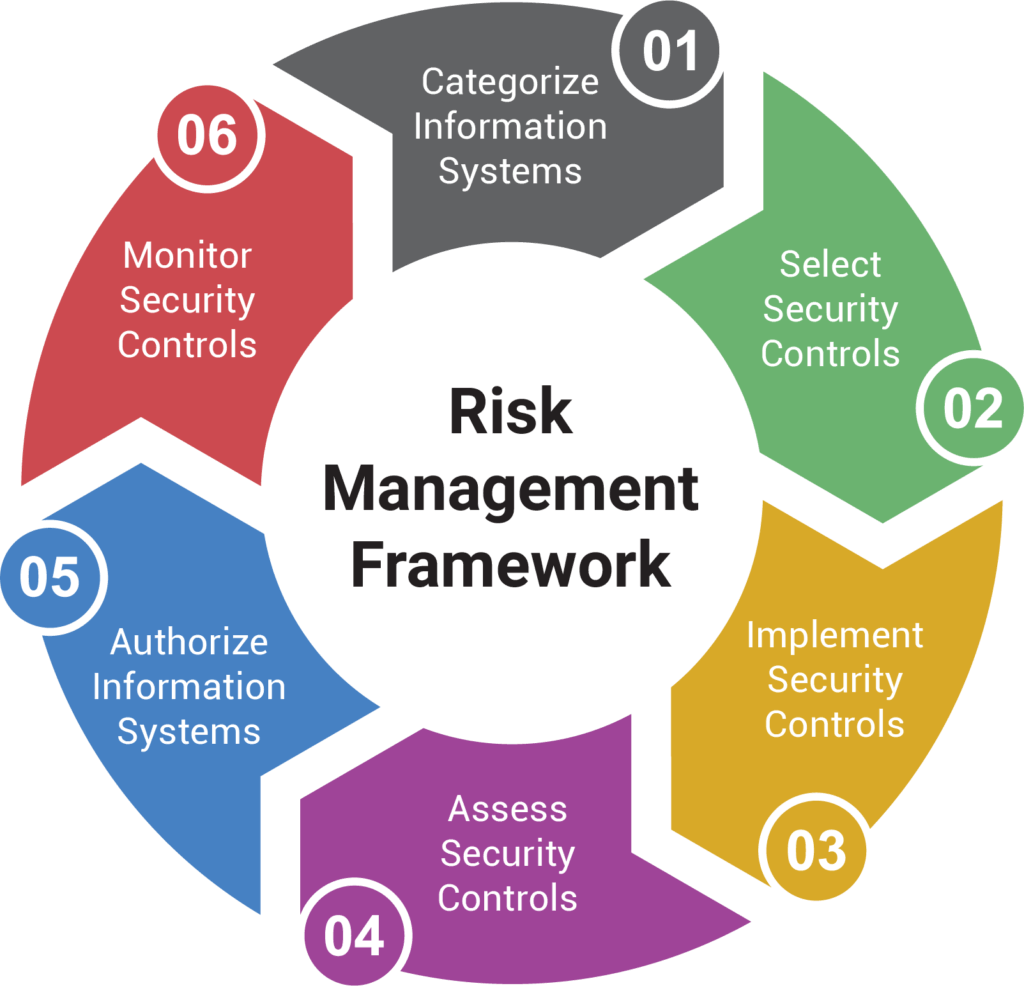 Risk
Management
Framework
01
Categorize
Information
Systems
02
Select
Security
Controls
03
Implement
Security
Controls
04
Assess
Security
Controls
05
Authorize
Information
Systems
06
Monitor
Security
Controls